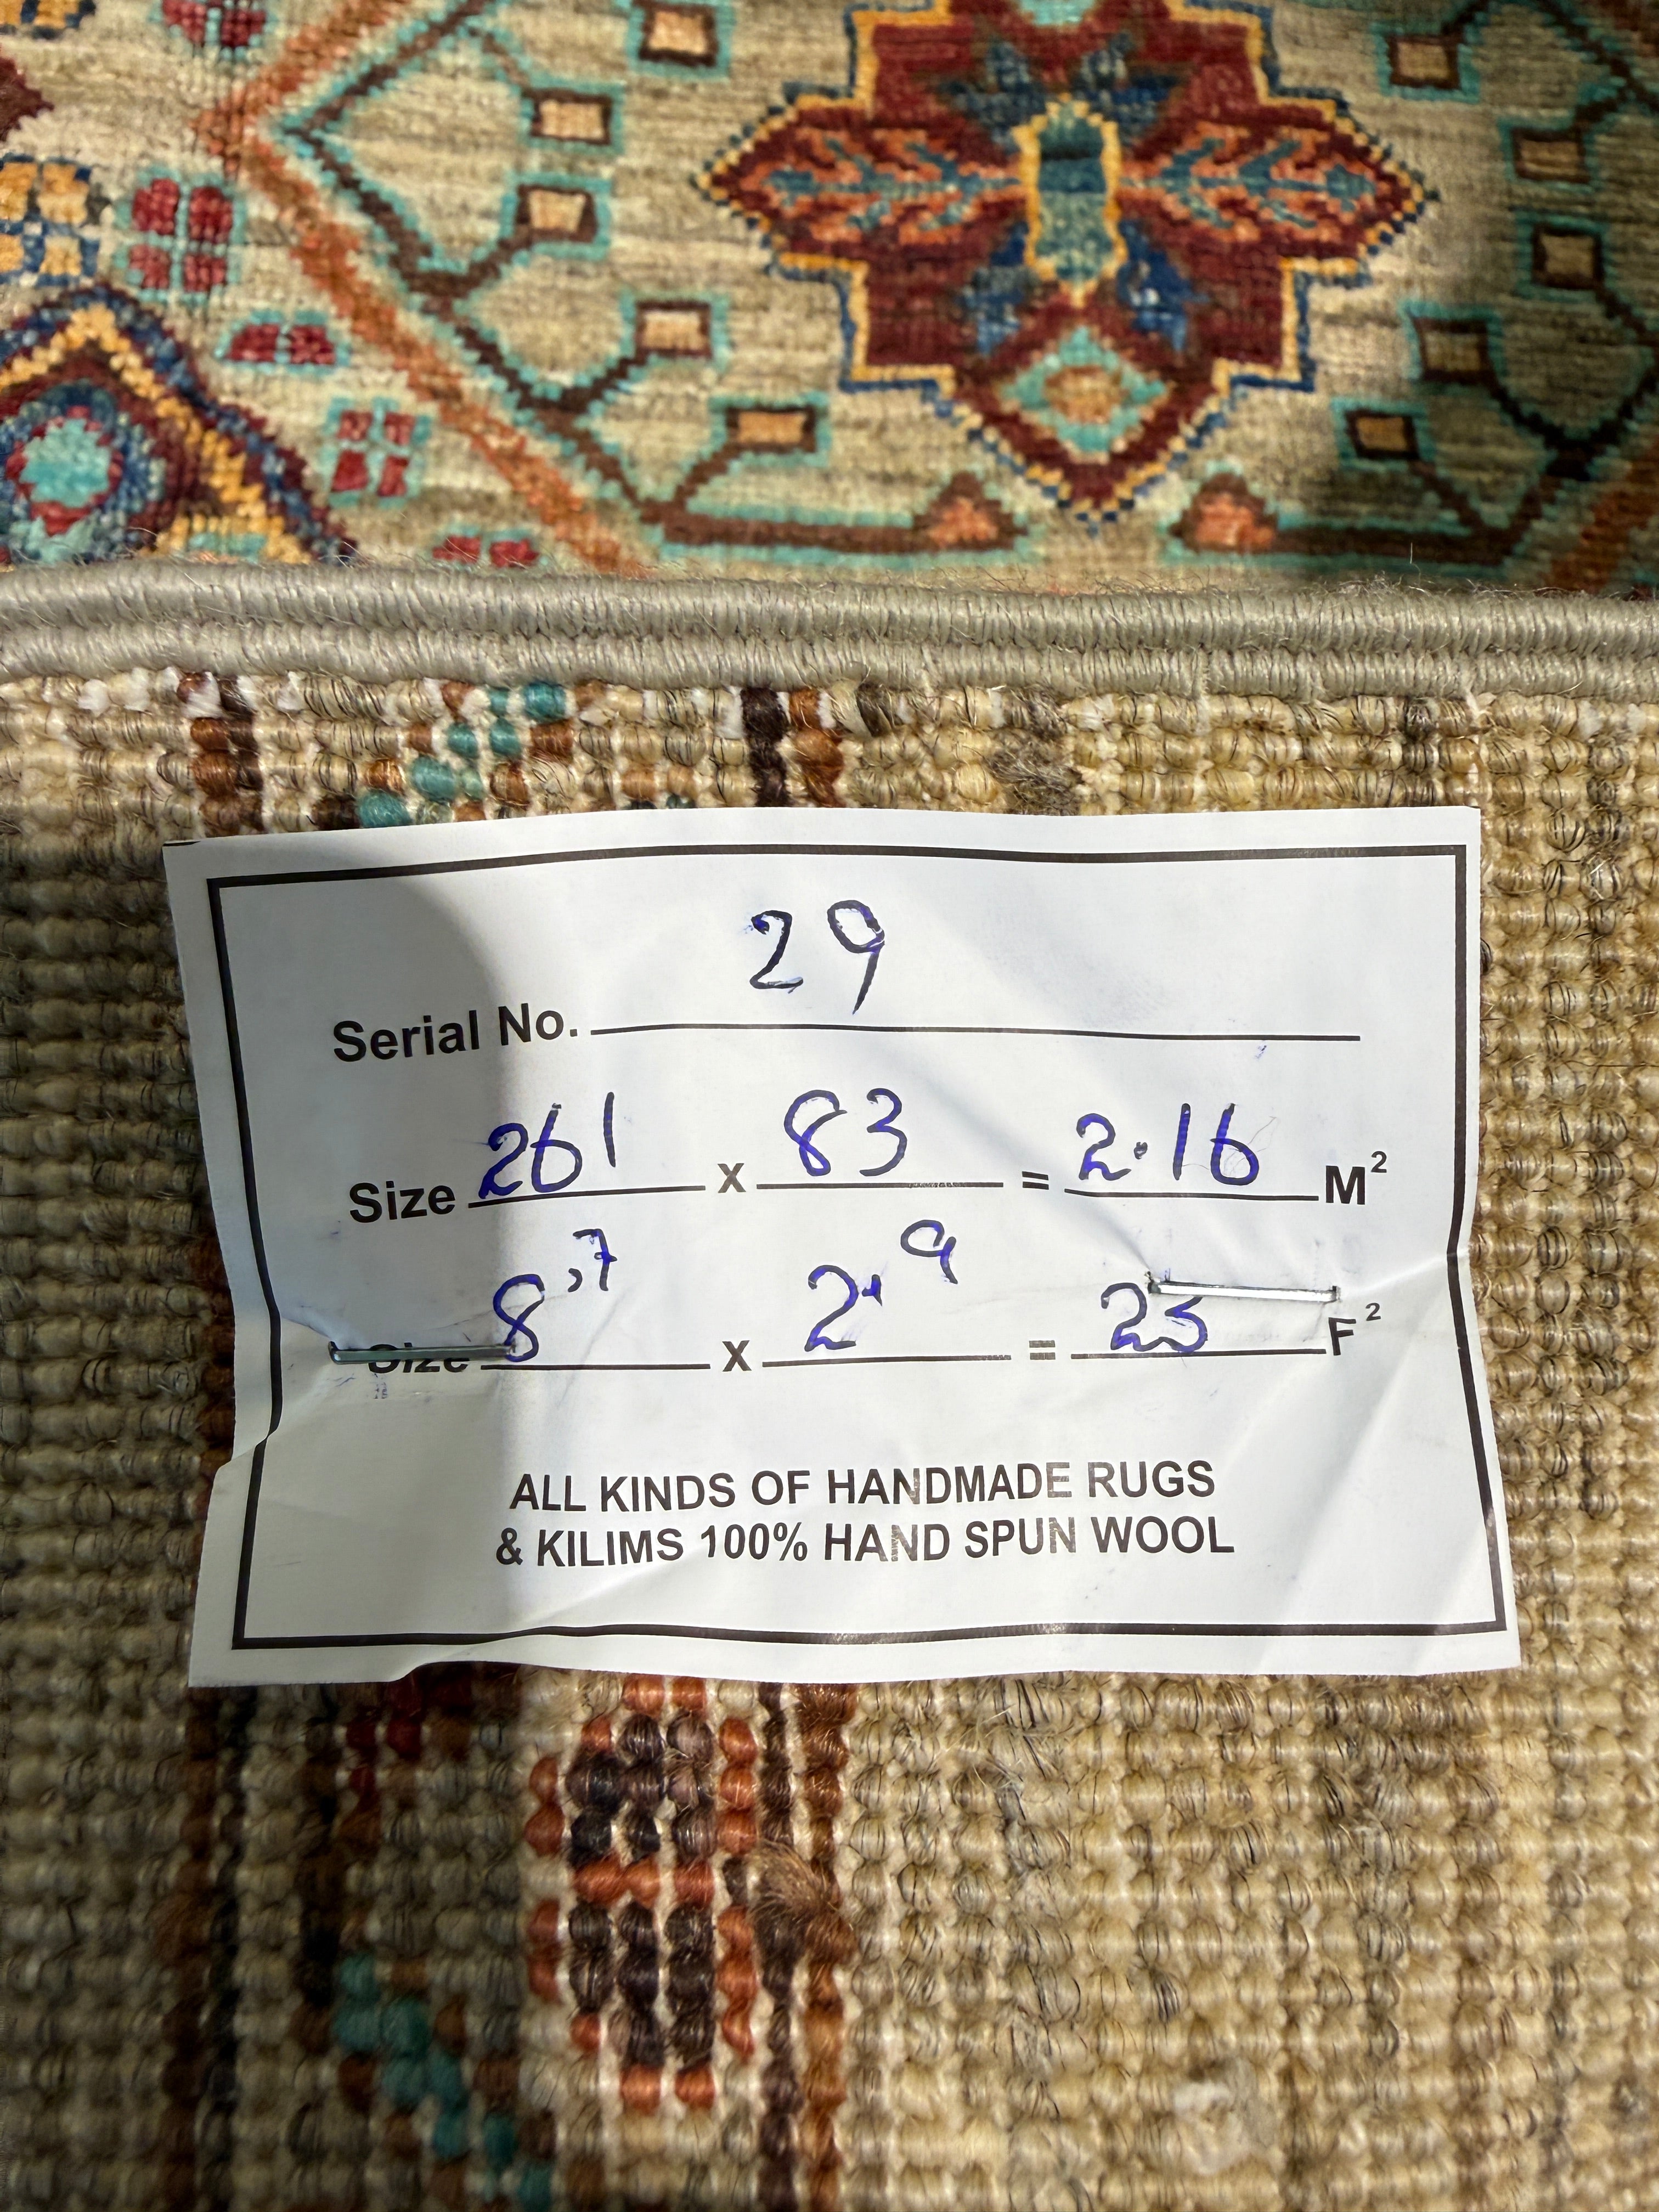 Serial No. 29
Size 261 x 83 = 2.16 M²
Size 8,7 x 2.9 = 23 F²
ALL KINDS OF HANDMADE RUGS
& KILIMS 100% HAND SPUN WOOL